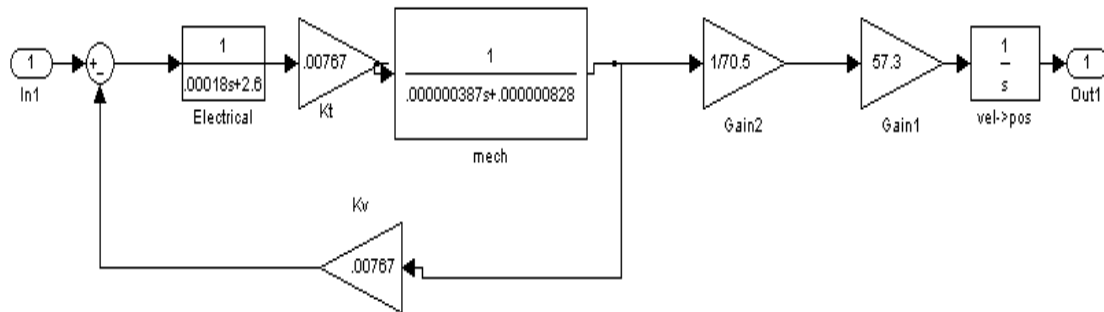 1
In1
+
−
1
.00018s+2.6
Electrical
.00767
Kt
1
.000000387s+.000000828
mech
1/70.5
Gain2
57.3
Gain1
1
s
vel->pos
1
Out1
Kv
.00767